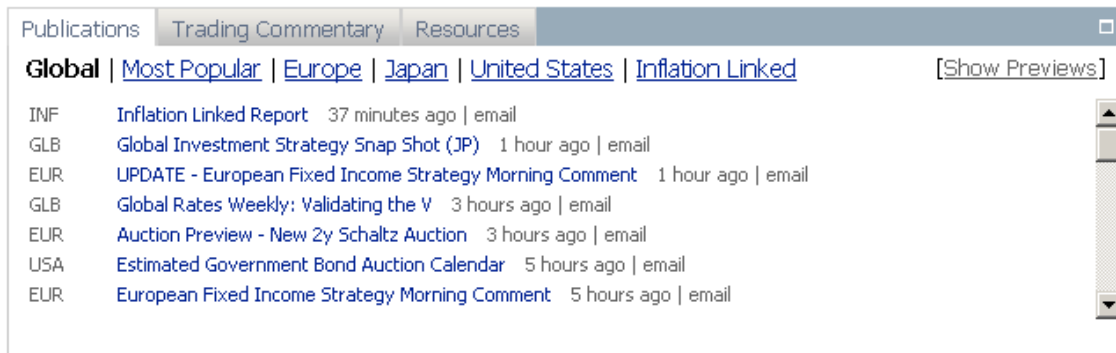 Publications Trading Commentary Resources
Global | Most Popular | Europe | Japan | United States | Inflation Linked [Show Previews]
INF Inflation Linked Report 37 minutes ago | email
GLB Global Investment Strategy Snap Shot (JP) 1 hour ago | email
EUR UPDATE - European Fixed Income Strategy Morning Comment 1 hour ago | email
GLB Global Rates Weekly: Validating the V 3 hours ago | email
EUR Auction Preview - New 2y Schaltz Auction 3 hours ago | email
USA Estimated Government Bond Auction Calendar 5 hours ago | email
EUR European Fixed Income Strategy Morning Comment 5 hours ago | email